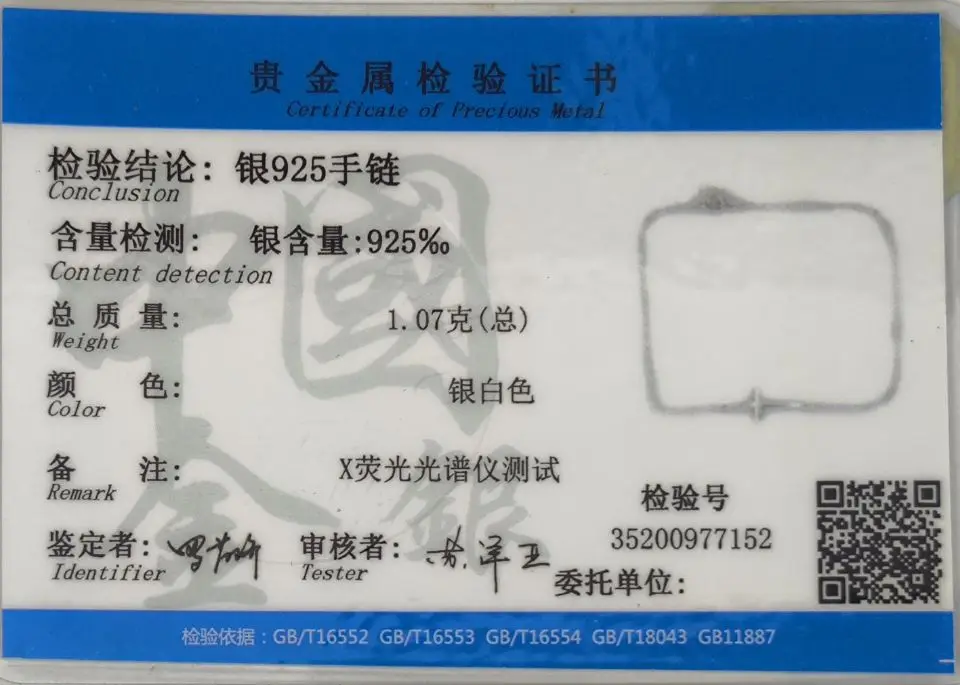 贵金属检验证书
Certificate of Precious Metal
检验结论: 银925手链
Conclusion
含量检测: 银含量:925‰
Content detection
总质量: 1.07克(总)
Weight
颜色: 银白色
Color
备注: X荧光光谱仪测试
Remark
鉴定者:
Identifier
审核者:
Tester
检验号
35200977152
委托单位:
中國
金銀
检验依据:GB/T16552 GB/T16553 GB/T16554 GB/T18043 GB11887